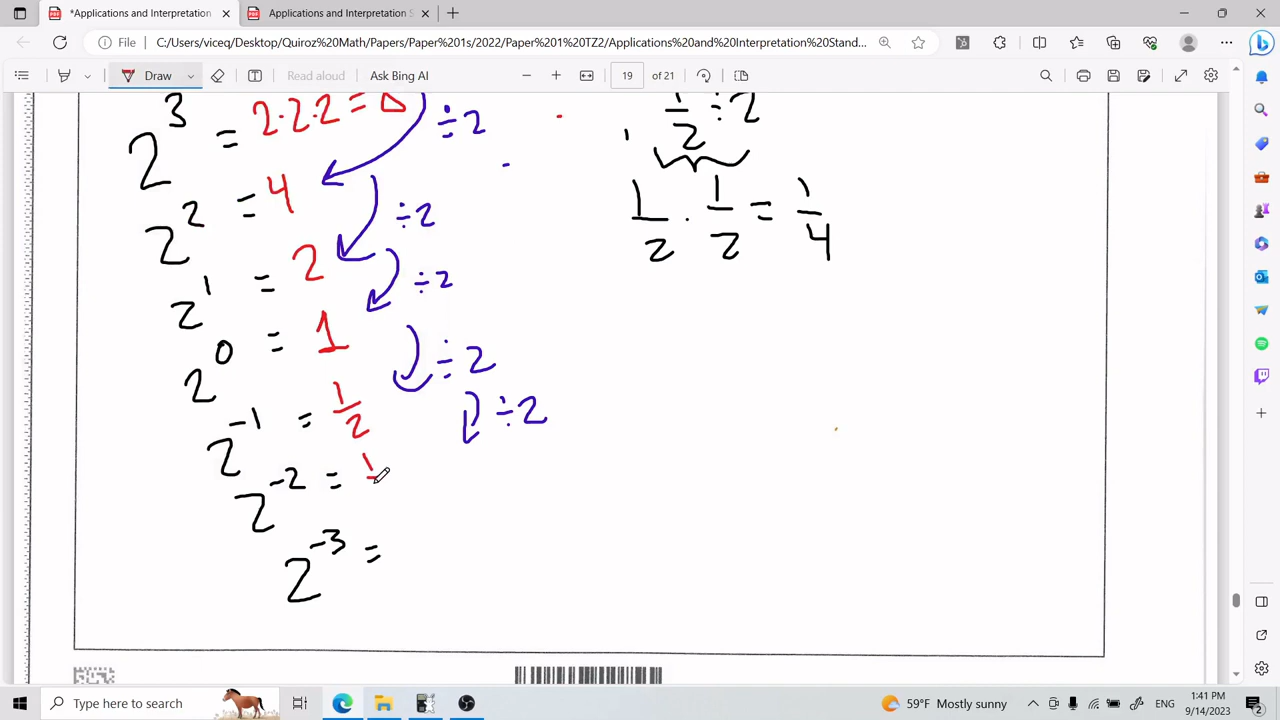 *Applications and Interpretation
Applications and Interpretation S
File
C:/Users/viceq/Desktop/Quiroz%20Math/Papers/Paper%201s/2022/Paper%201%20TZ2/Applications%20and%20Interpretation%20Stand...
Draw
Read aloud
Ask Bing AI
19 of 21
2³ = 2·2·2 =
÷2
2² = 4
÷2
2¹ = 2
÷2
2⁰ = 1
÷2
2⁻¹ = 1/2
÷2
2⁻² = 1
2⁻³ =
1/2 ÷ 2
1/2 · 1/2 = 1/4
Type here to search
59°F Mostly sunny
1:41 PM
9/14/2023
2